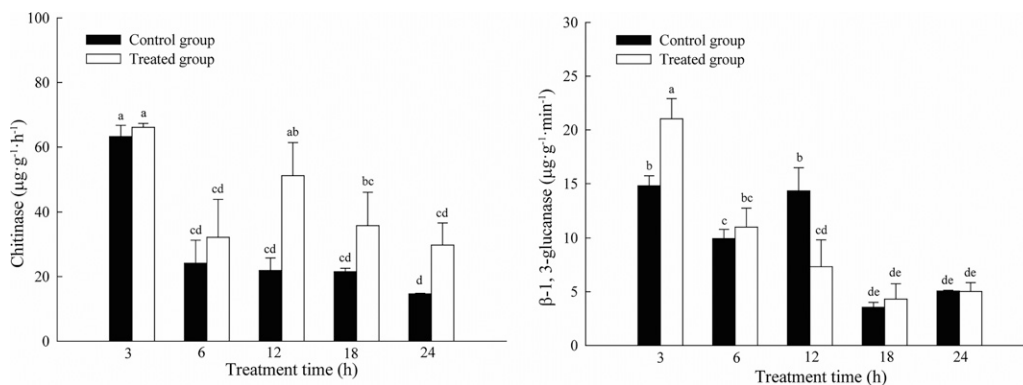 100
80
60
40
20
0
Chitinase (μg·g⁻¹·h⁻¹)
Control group
Treated group
a a
cd cd
cd ab
cd bc
d cd
3 6 12 18 24
Treatment time (h)
30
25
20
15
10
5
0
β-1, 3-glucanase (μg·g⁻¹·min⁻¹)
Control group
Treated group
b a
c bc
b cd
de de
de de
3 6 12 18 24
Treatment time (h)